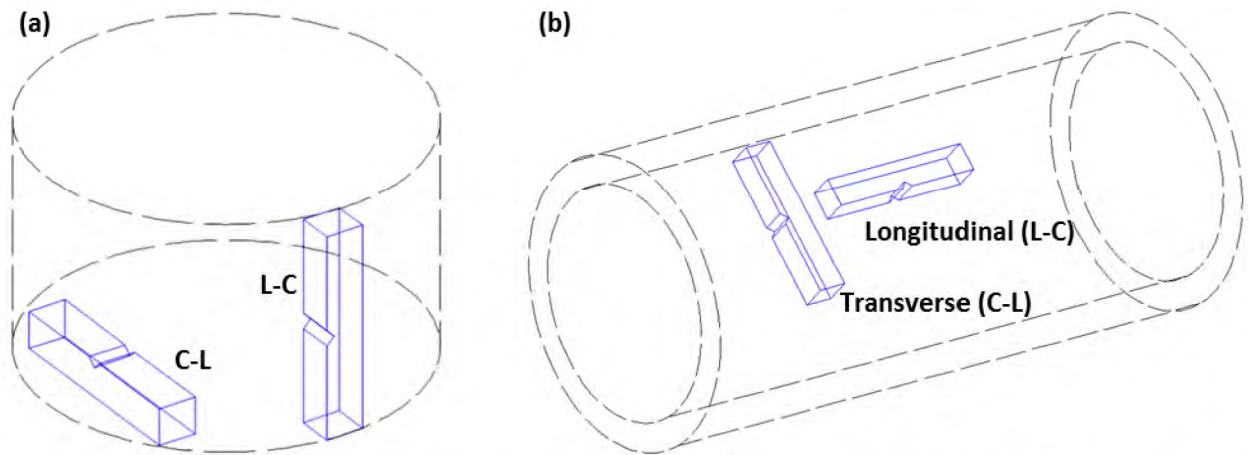 (a)
(b)
L-C
C-L
Longitudinal (L-C)
Transverse (C-L)